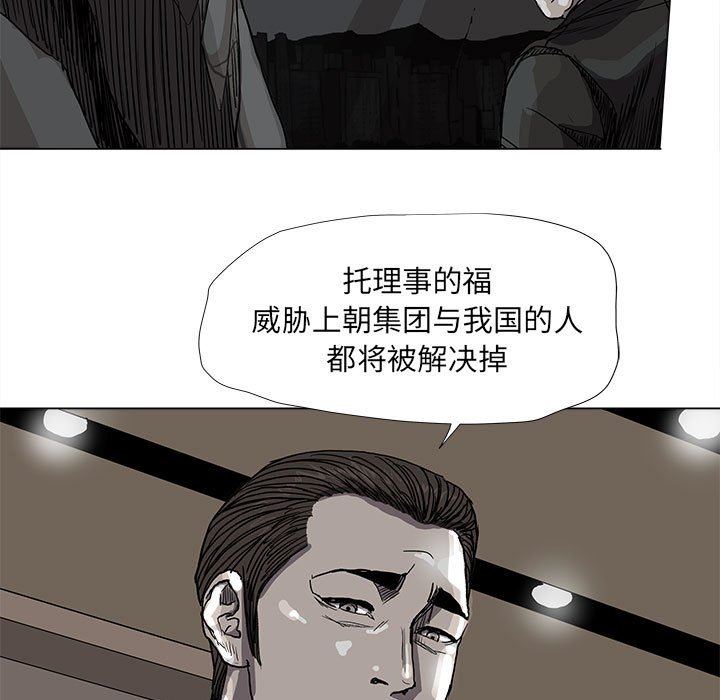 托理事的福
威胁上朝集团与我国的人
都将被解决掉